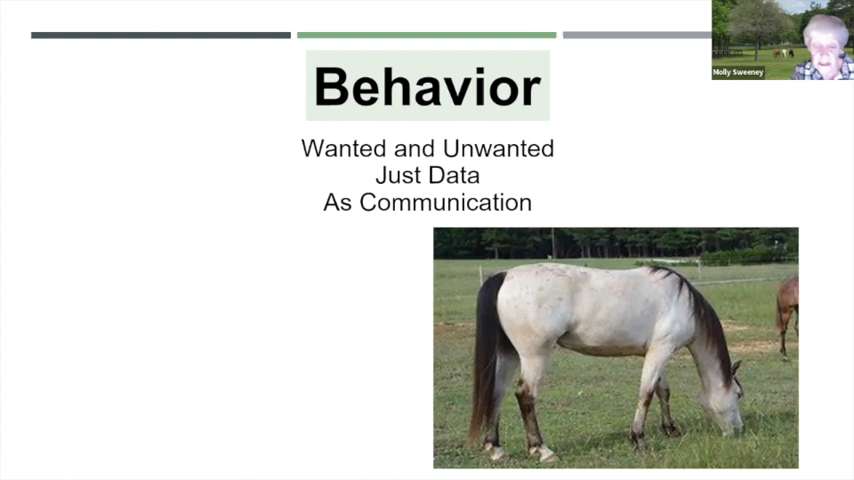 Behavior
Wanted and Unwanted
Just Data
As Communication
Molly Sweeney